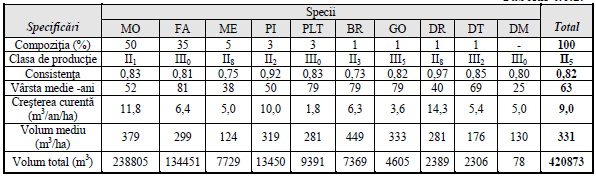 Specificări Specii Total
MO FA ME PI PLT BR GO DR DT DM
Compoziţia (%) 50 35 5 3 3 1 1 1 1 - 100
Clasa de producţie II1 III0 II8 II2 III0 II3 III5 II8 III2 III0 II5
Consistenţa 0,83 0,81 0,75 0,92 0,83 0,73 0,82 0,97 0,85 0,80 0,82
Vârsta medie -ani 52 81 38 50 79 79 79 40 69 25 63
Creşterea curentă (m3/an/ha) 11,8 6,4 5,0 10,0 1,8 6,3 3,6 14,3 5,4 5,0 9,0
Volum mediu (m3/ha) 379 299 124 319 281 449 333 281 176 130 331
Volum total (m3) 238805 134451 7729 13450 9391 7369 4605 2389 2306 78 420873